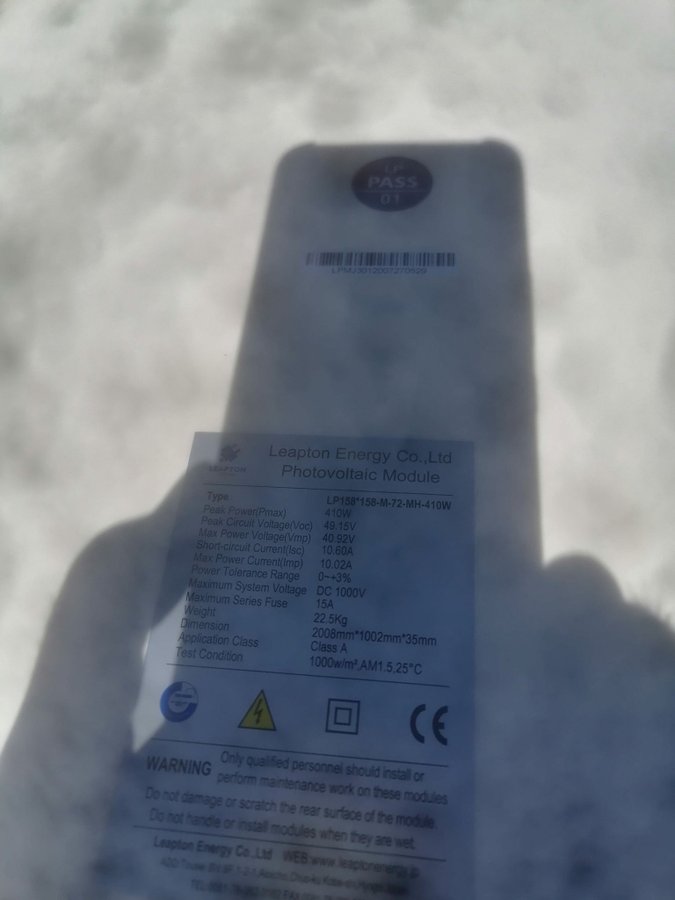 LP
PASS
01
LEAPTON
Leapton Energy Co.,Ltd
Photovoltaic Module
Type LP158*158-M-72-MH-410W
Peak Power(Pmax) 410W
Peak Circuit Voltage(Voc) 49.15V
Max Power Voltage(Vmp) 40.92V
Short-circuit Current(Isc) 10.60A
Max Power Current(Imp) 10.02A
Power Tolerance Range 0~+3%
Maximum System Voltage DC 1000V
Maximum Series Fuse 15A
Weight 22.5Kg
Dimension 2008mm*1002mm*35mm
Application Class Class A
Test Condition 1000w/m²,AM1.5,25°C
CE
WARNING Only qualified personnel should install or
perform maintenance work on these modules
Do not damage or scratch the rear surface of the module.
Do not handle or install modules when they are wet.
Leapton Energy Co.,Ltd WEB:www.leaptonenergy.jp